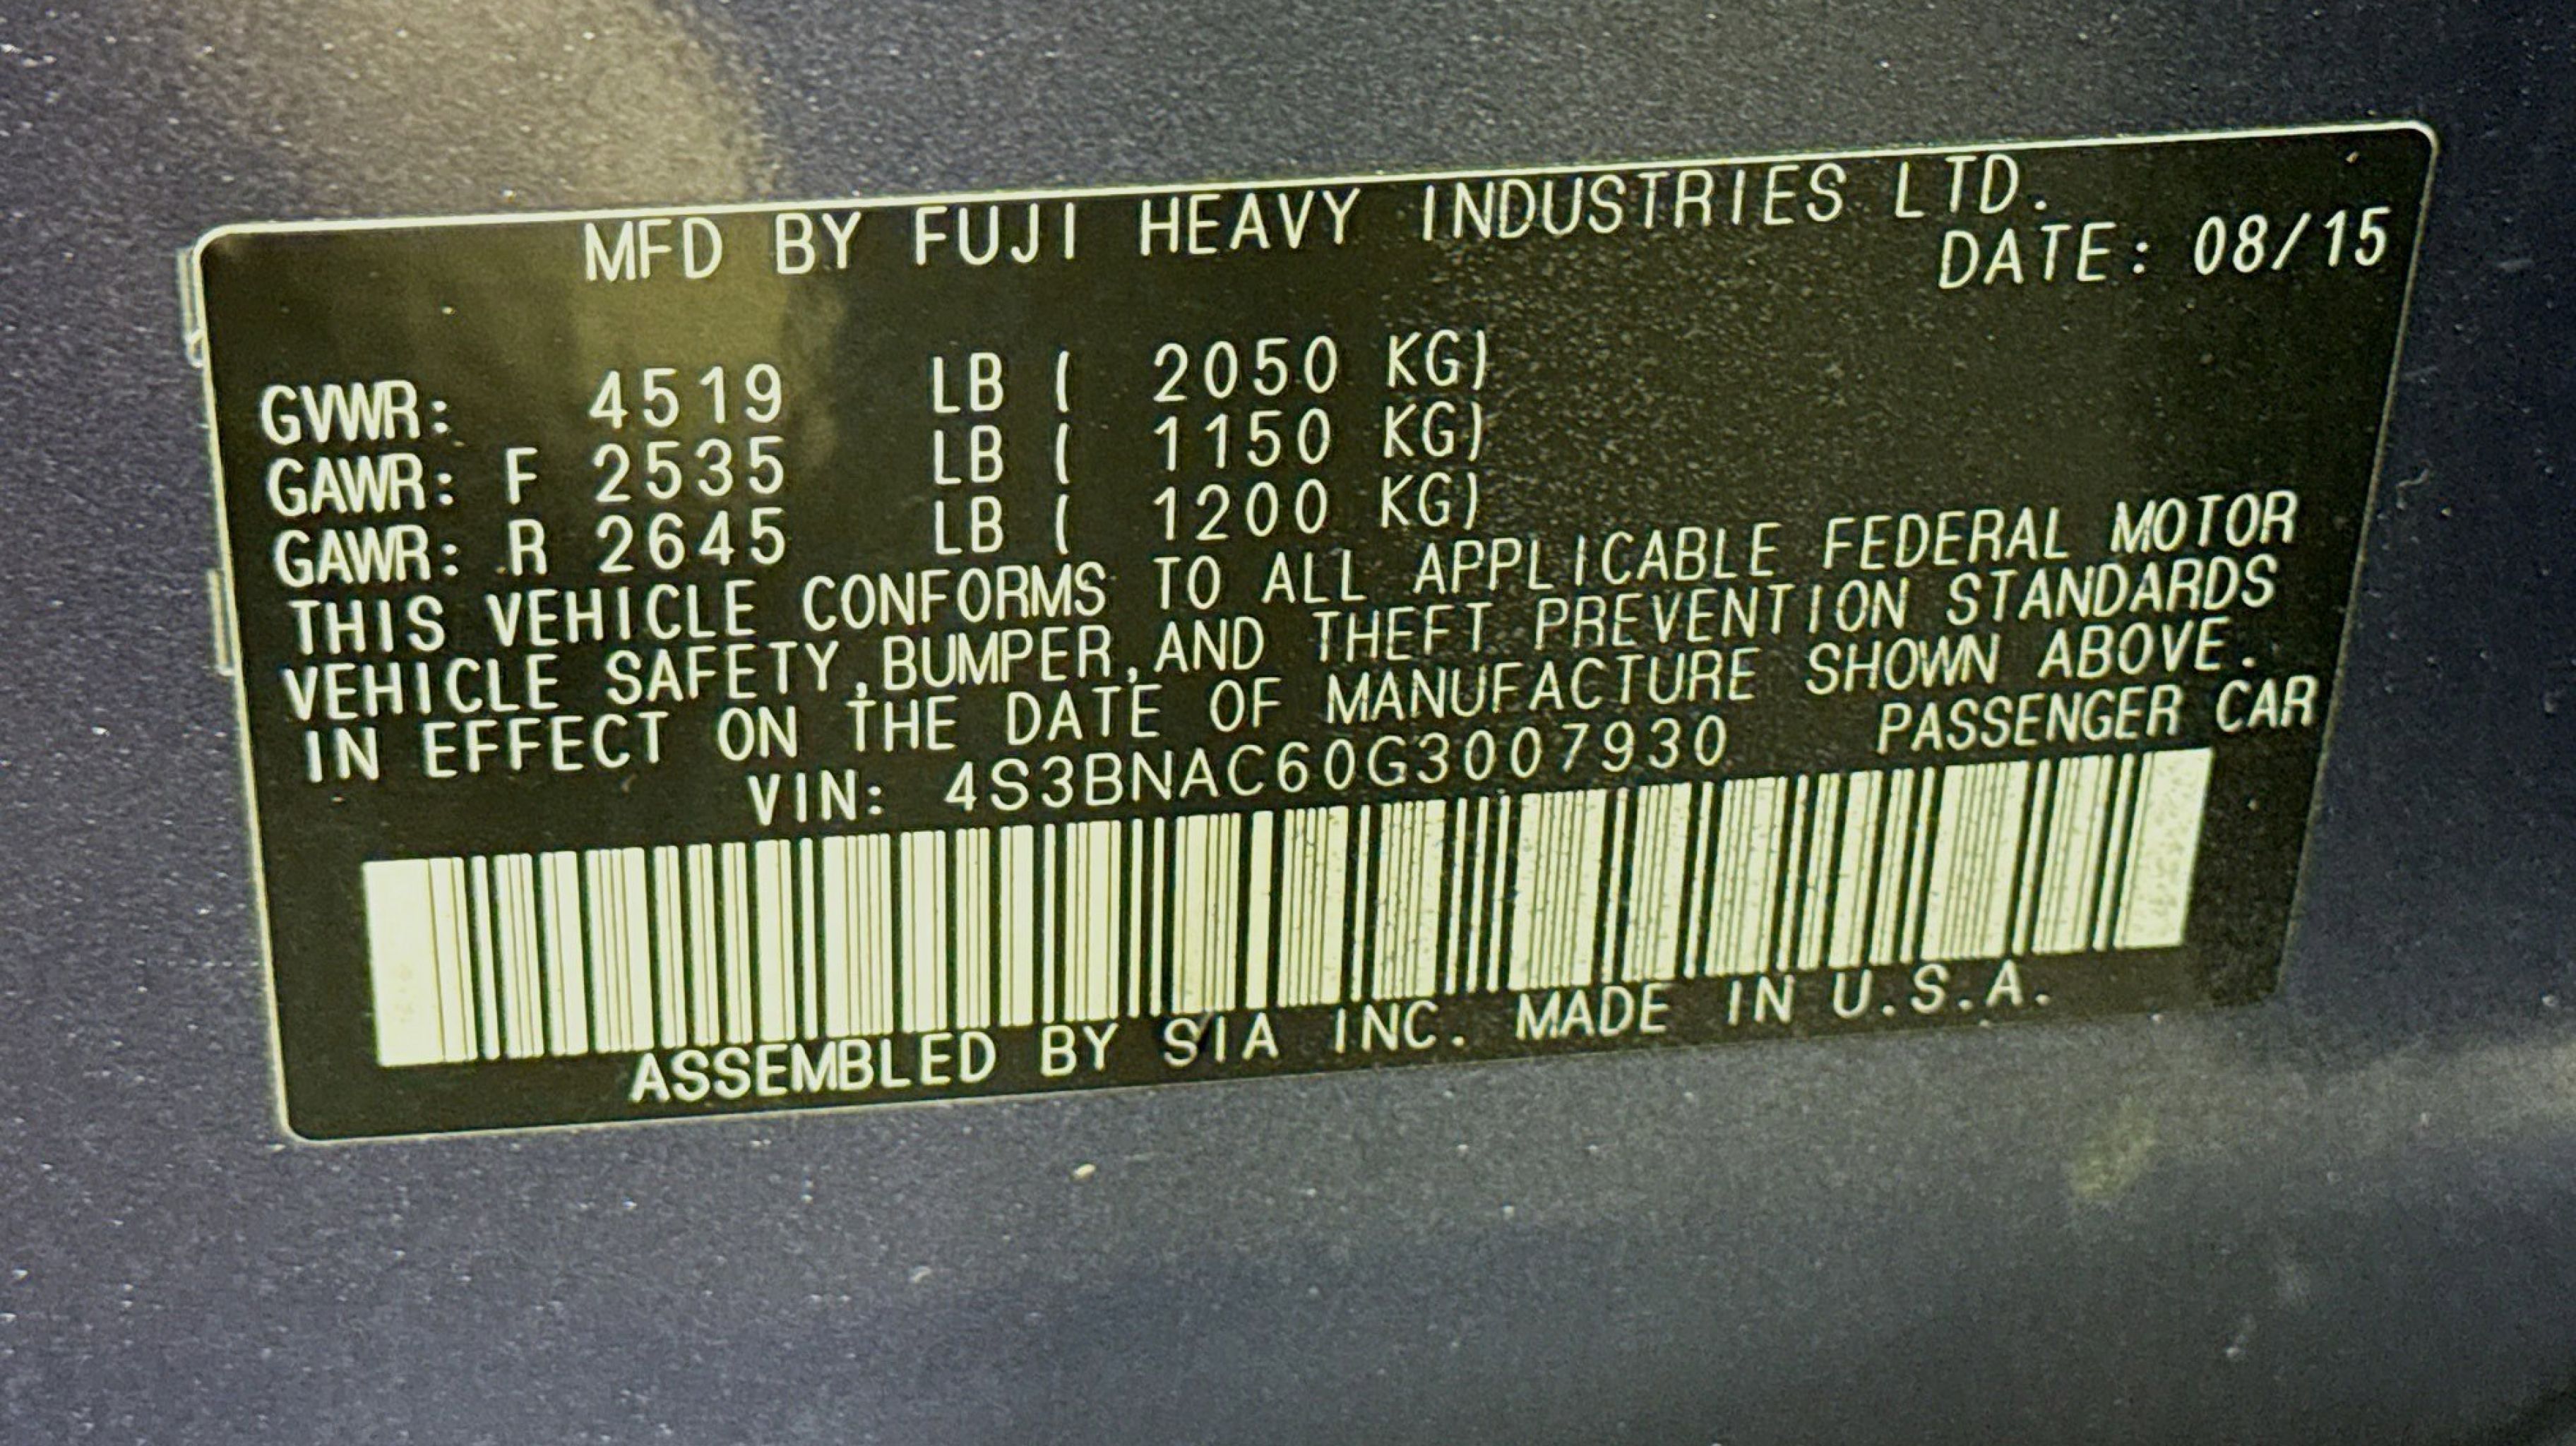 MFD BY FUJI HEAVY INDUSTRIES LTD.
DATE: 08/15
GVWR: 4519 LB ( 2050 KG)
GAWR: F 2535 LB ( 1150 KG)
GAWR: R 2645 LB ( 1200 KG)
THIS VEHICLE CONFORMS TO ALL APPLICABLE FEDERAL MOTOR
VEHICLE SAFETY,BUMPER,AND THEFT PREVENTION STANDARDS
IN EFFECT ON THE DATE OF MANUFACTURE SHOWN ABOVE.
VIN: 4S3BNAC60G3007930 PASSENGER CAR
ASSEMBLED BY SIA INC. MADE IN U.S.A.